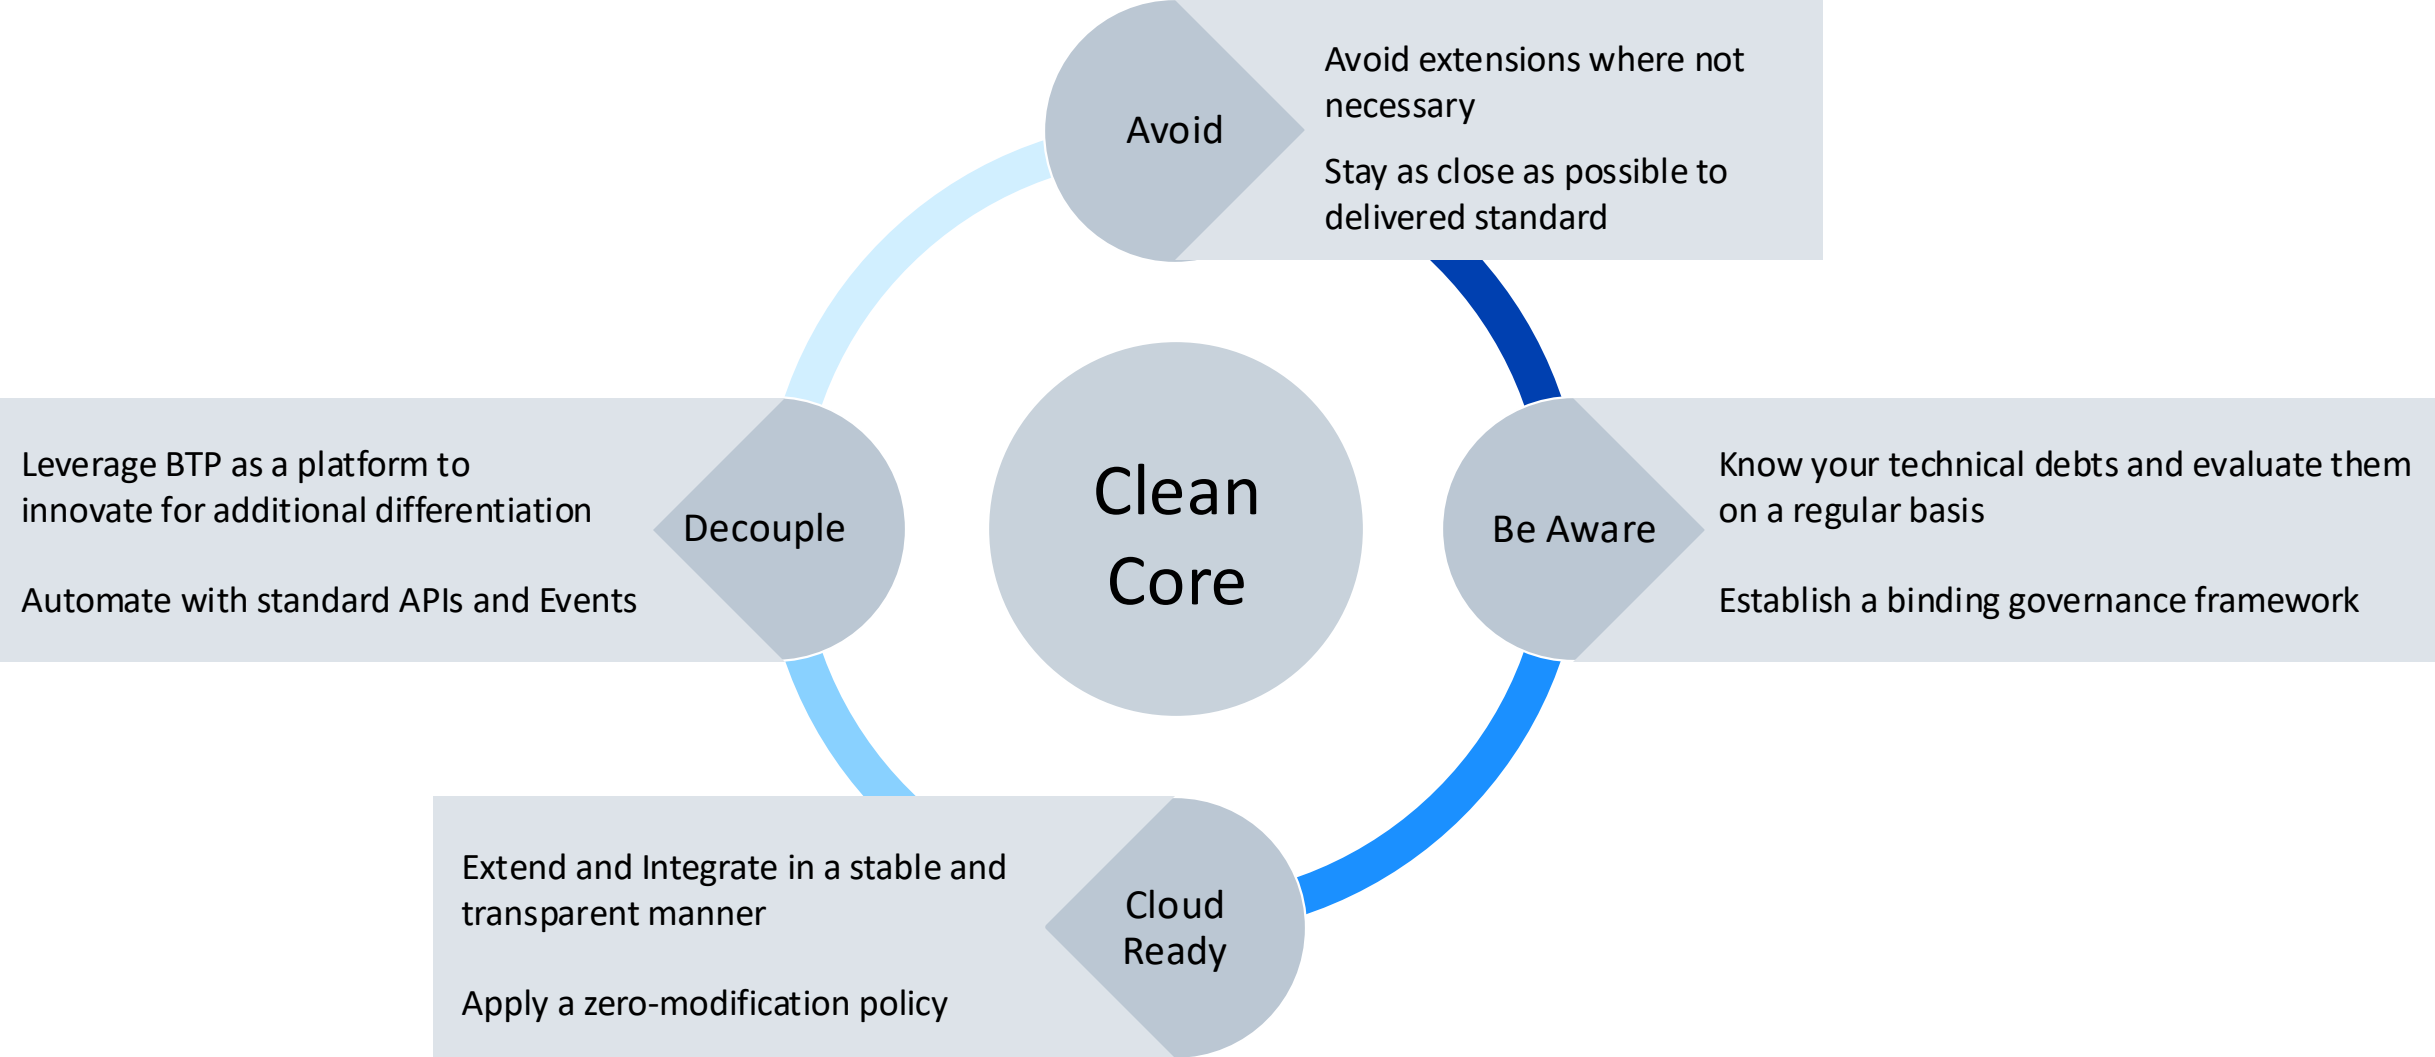 Avoid
Avoid extensions where not
necessary
Stay as close as possible to
delivered standard
Clean
Core
Be Aware
Know your technical debts and evaluate them
on a regular basis
Establish a binding governance framework
Cloud
Ready
Extend and Integrate in a stable and
transparent manner
Apply a zero-modification policy
Decouple
Leverage BTP as a platform to
innovate for additional differentiation
Automate with standard APIs and Events